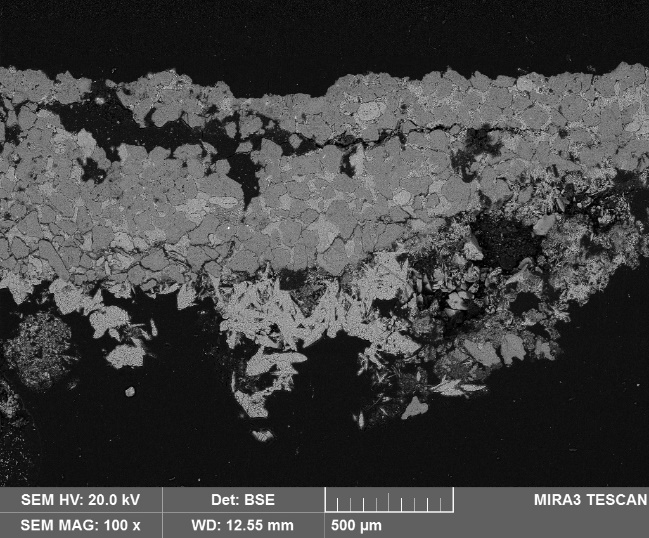 SEM HV: 20.0 kV Det: BSE MIRA3 TESCAN
SEM MAG: 100 x WD: 12.55 mm 500 µm